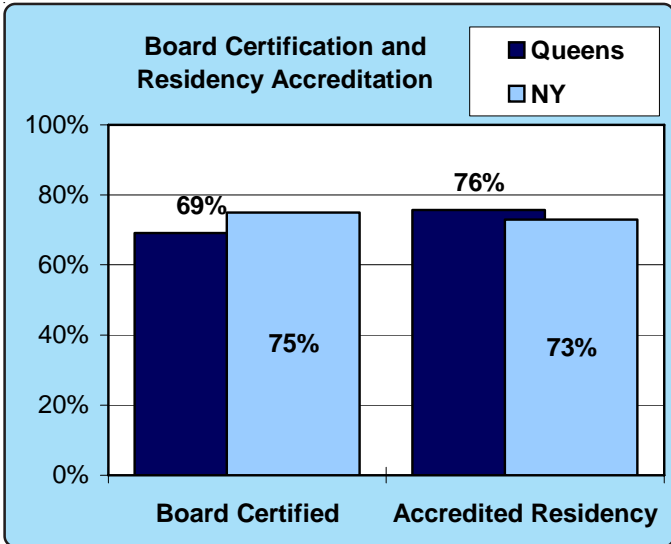 Board Certification and
Residency Accreditation
Queens
NY
100%
80%
60%
40%
20%
0%
69%
75%
76%
73%
Board Certified
Accredited Residency